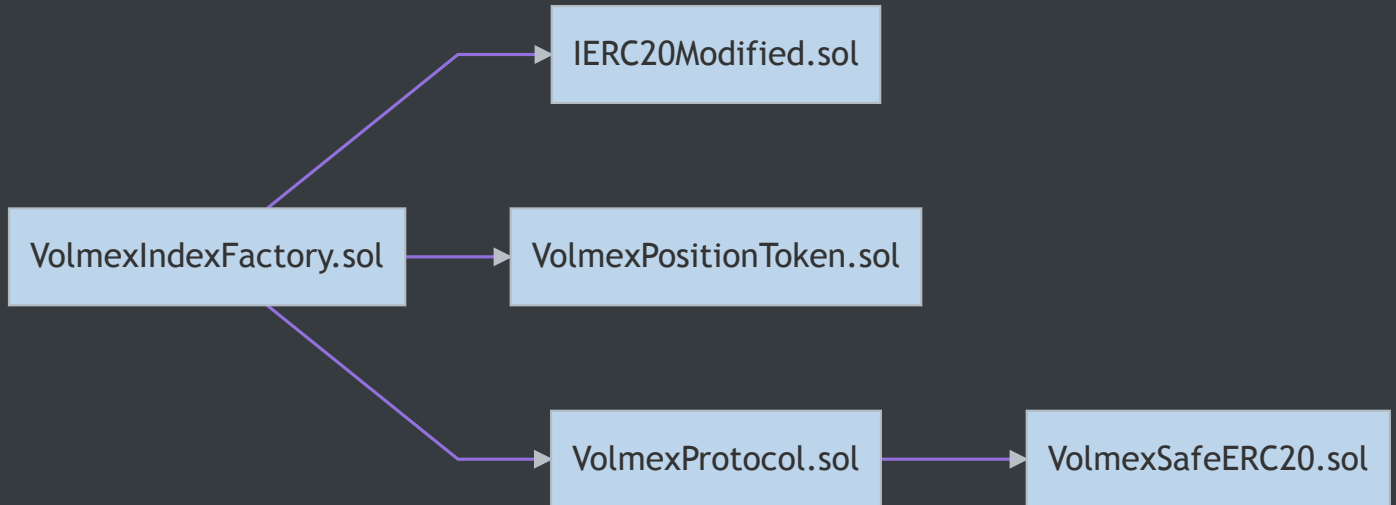 IERC20Modified.sol
VolmexIndexFactory.sol
VolmexPositionToken.sol
VolmexProtocol.sol
VolmexSafeERC20.sol